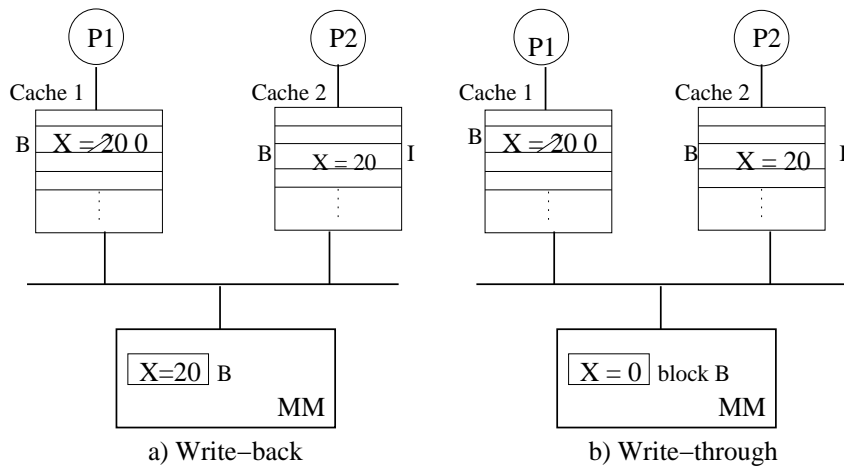 P1
P2
P1
P2
Cache 1
Cache 2
Cache 1
Cache 2
B
X = 20 0
B
X = 20
I
B
X = 20 0
B
X = 20
I
X=20
B
MM
X = 0
block B
MM
a) Write−back
b) Write−through